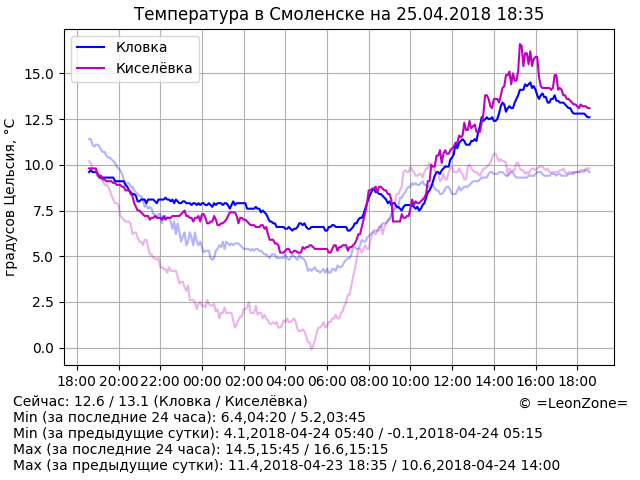 Температура в Смоленске на 25.04.2018 18:35
Кловка
Киселёвка
градусов Цельсия, °C
15.0
12.5
10.0
7.5
5.0
2.5
0.0
18:00 20:00 22:00 00:00 02:00 04:00 06:00 08:00 10:00 12:00 14:00 16:00 18:00
Сейчас: 12.6 / 13.1 (Кловка / Киселёвка)
© =LeonZone=
Min (за последние 24 часа): 6.4,04:20 / 5.2,03:45
Min (за предыдущие сутки): 4.1,2018-04-24 05:40 / -0.1,2018-04-24 05:15
Max (за последние 24 часа): 14.5,15:45 / 16.6,15:15
Max (за предыдущие сутки): 11.4,2018-04-23 18:35 / 10.6,2018-04-24 14:00